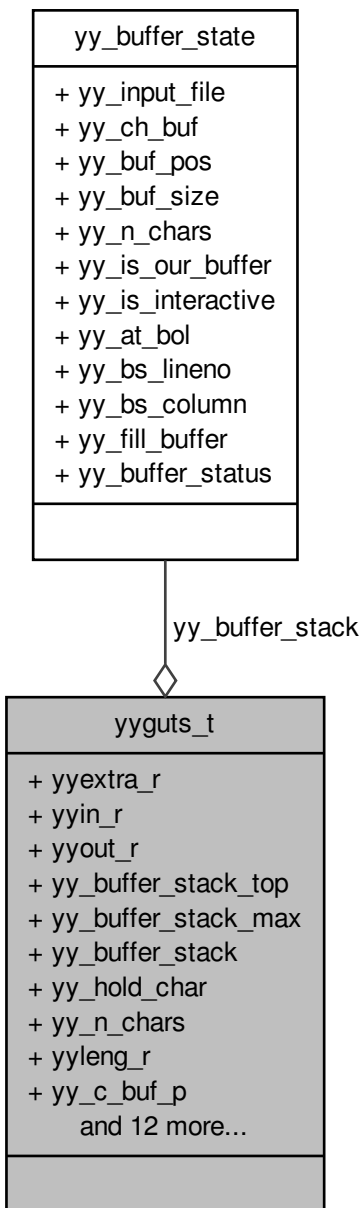 yy_buffer_state
+ yy_input_file
+ yy_ch_buf
+ yy_buf_pos
+ yy_buf_size
+ yy_n_chars
+ yy_is_our_buffer
+ yy_is_interactive
+ yy_at_bol
+ yy_bs_lineno
+ yy_bs_column
+ yy_fill_buffer
+ yy_buffer_status
yy_buffer_stack
yyguts_t
+ yyextra_r
+ yyin_r
+ yyout_r
+ yy_buffer_stack_top
+ yy_buffer_stack_max
+ yy_buffer_stack
+ yy_hold_char
+ yy_n_chars
+ yyleng_r
+ yy_c_buf_p
and 12 more...